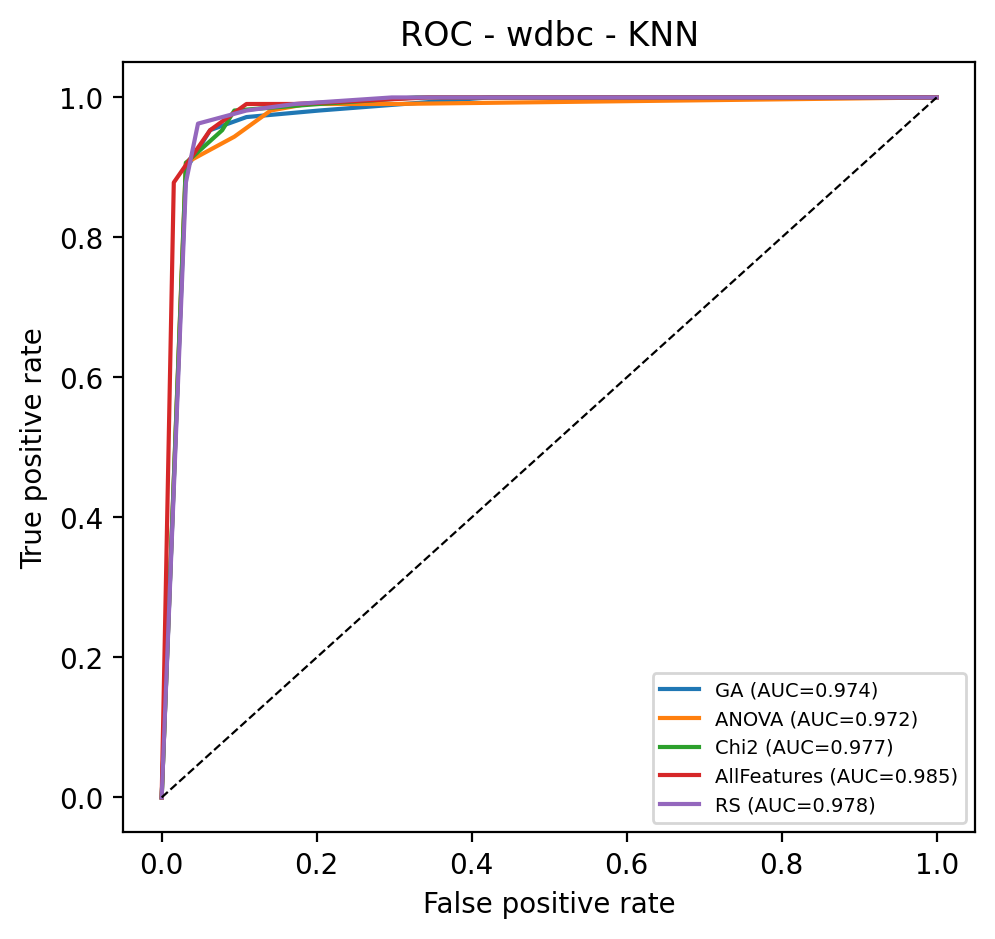 ROC - wdbc - KNN
1.0
0.8
0.6
0.4
0.2
0.0
True positive rate
GA (AUC=0.974)
ANOVA (AUC=0.972)
Chi2 (AUC=0.977)
AllFeatures (AUC=0.985)
RS (AUC=0.978)
0.0 0.2 0.4 0.6 0.8 1.0
False positive rate